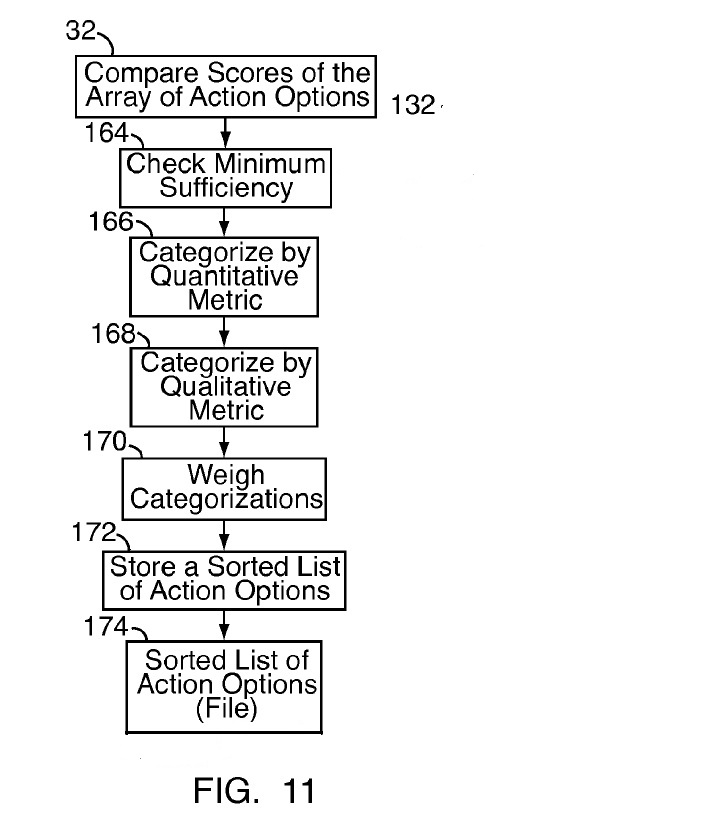 32
Compare Scores of the
Array of Action Options
132
164
Check Minimum
Sufficiency
166
Categorize by
Quantitative
Metric
168
Categorize by
Qualitative
Metric
170
Weigh
Categorizations
172
Store a Sorted List
of Action Options
174
Sorted List of
Action Options
(File)
FIG. 11